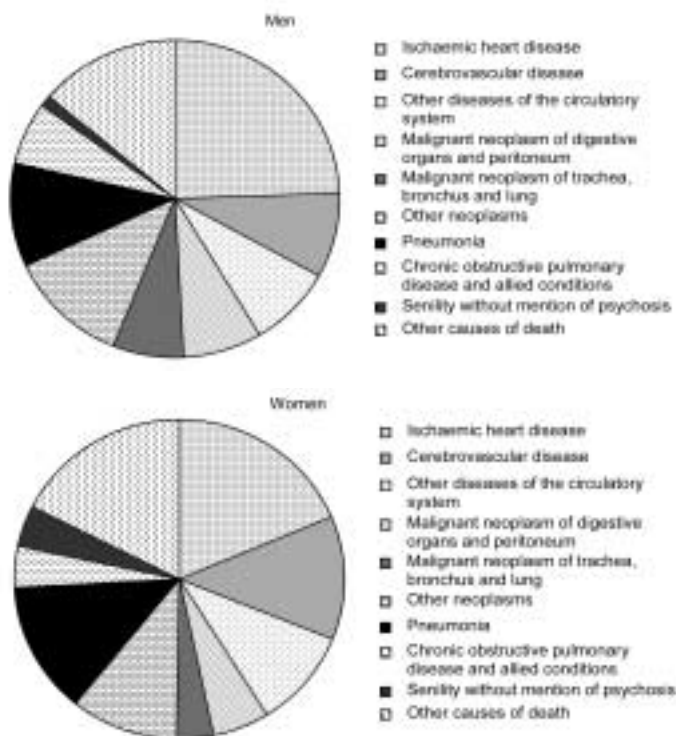 Men
Ischaemic heart disease
Cerebrovascular disease
Other diseases of the circulatory
system
Malignant neoplasm of digestive
organs and peritoneum
Malignant neoplasm of trachea,
bronchus and lung
Other neoplasms
Pneumonia
Chronic obstructive pulmonary
disease and allied conditions
Senility without mention of psychosis
Other causes of death
Women
Ischaemic heart disease
Cerebrovascular disease
Other diseases of the circulatory
system
Malignant neoplasm of digestive
organs and peritoneum
Malignant neoplasm of trachea,
bronchus and lung
Other neoplasms
Pneumonia
Chronic obstructive pulmonary
disease and allied conditions
Senility without mention of psychosis
Other causes of death